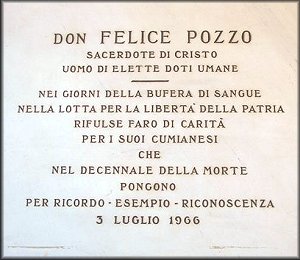 DON FELICE POZZO
SACERDOTE DI CRISTO
UOMO DI ELETTE DOTI UMANE
NEI GIORNI DELLA BUFERA DI SANGUE
NELLA LOTTA PER LA LIBERTA' DELLA PATRIA
RIFULSE FARO DI CARITÀ
PER I SUOI CUMIANESI
CHE
NEL DECENNALE DELLA MORTE
PONGONO
PER RICORDO - ESEMPIO - RICONOSCENZA
3 LUGLIO 1966